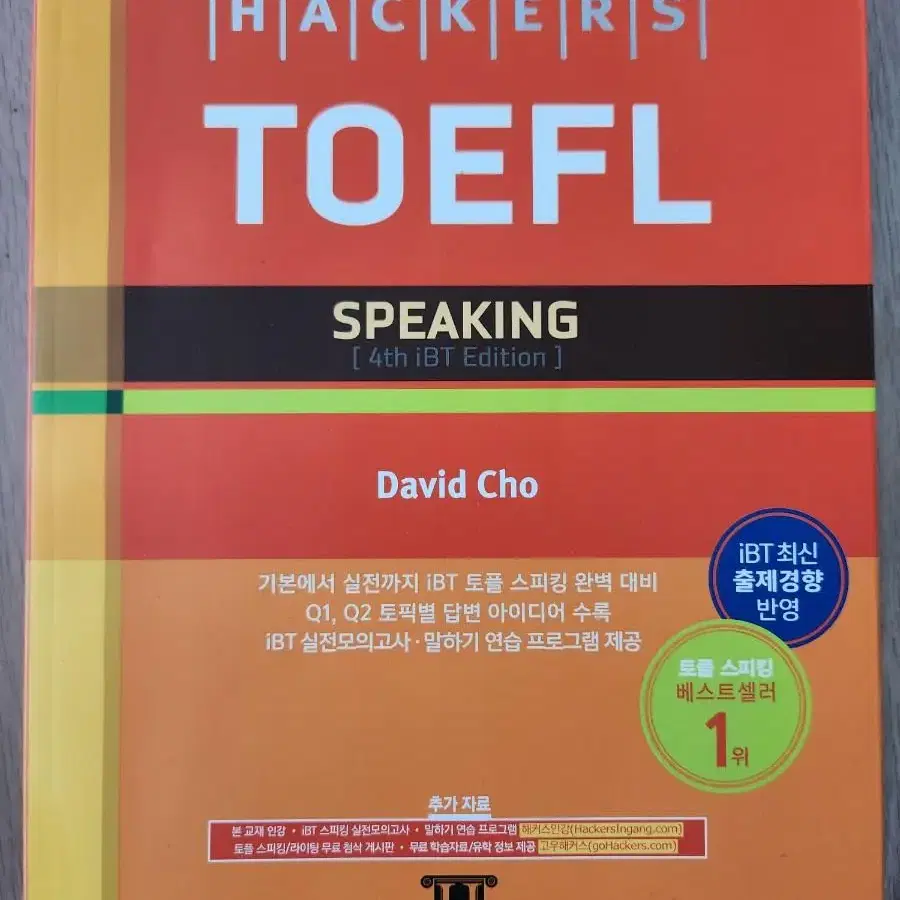 HACKERS
TOEFL
SPEAKING
[ 4th iBT Edition ]
David Cho
iBT 최신
출제경향
반영
기본에서 실전까지 iBT 토플 스피킹 완벽 대비
Q1, Q2 토픽별 답변 아이디어 수록
iBT 실전모의고사 · 말하기 연습 프로그램 제공
토플 스피킹
베스트셀러
1위
추가 자료
본 교재 인강 · iBT 스피킹 실전모의고사 · 말하기 연습 프로그램 해커스인강(HackersIngang.com)
토플 스피킹/라이팅 무료 첨삭 게시판 · 무료 학습자료/유학 정보 제공 고우해커스(goHackers.com)